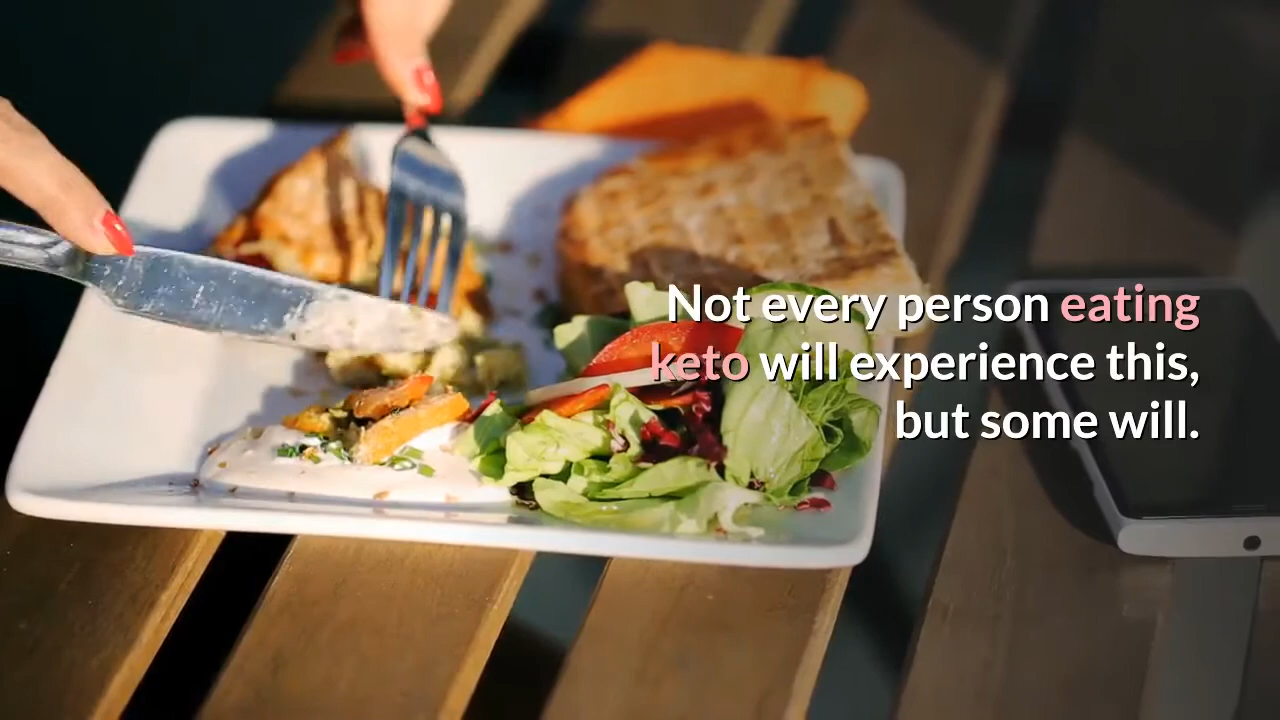 Not every person eating
keto will experience this,
but some will.